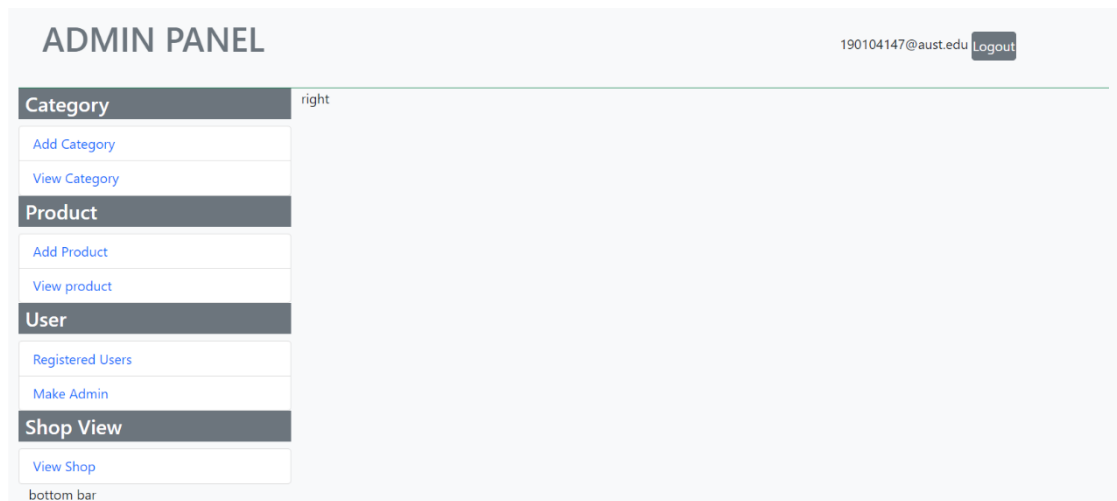 ADMIN PANEL
190104147@aust.edu Logout
Category
right
Add Category
View Category
Product
Add Product
View product
User
Registered Users
Make Admin
Shop View
View Shop
bottom bar